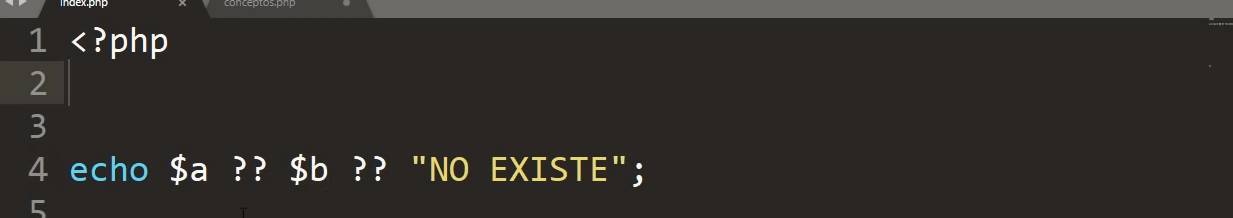 index.php × conceptos.php
1 <?php
2
3
4 echo $a ?? $b ?? "NO EXISTE";
5